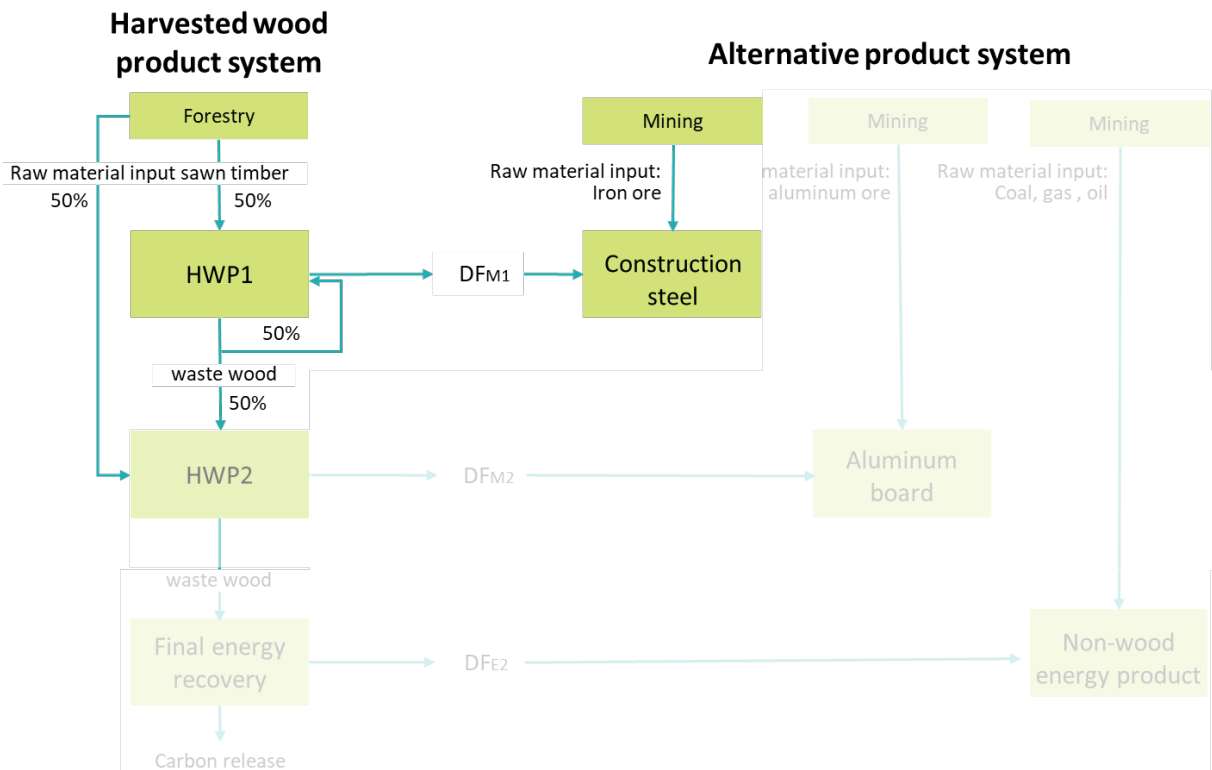 Harvested wood
product system
Alternative product system
Forestry
Mining
Mining
Mining
Raw material input sawn timber
50%
50%
Raw material input:
Iron ore
material input:
aluminum ore
Raw material input:
Coal, gas , oil
HWP1
DFM1
Construction
steel
50%
waste wood
50%
HWP2
DFM2
Aluminum
board
waste wood
Final energy
recovery
DFE2
Non-wood
energy product
Carbon release